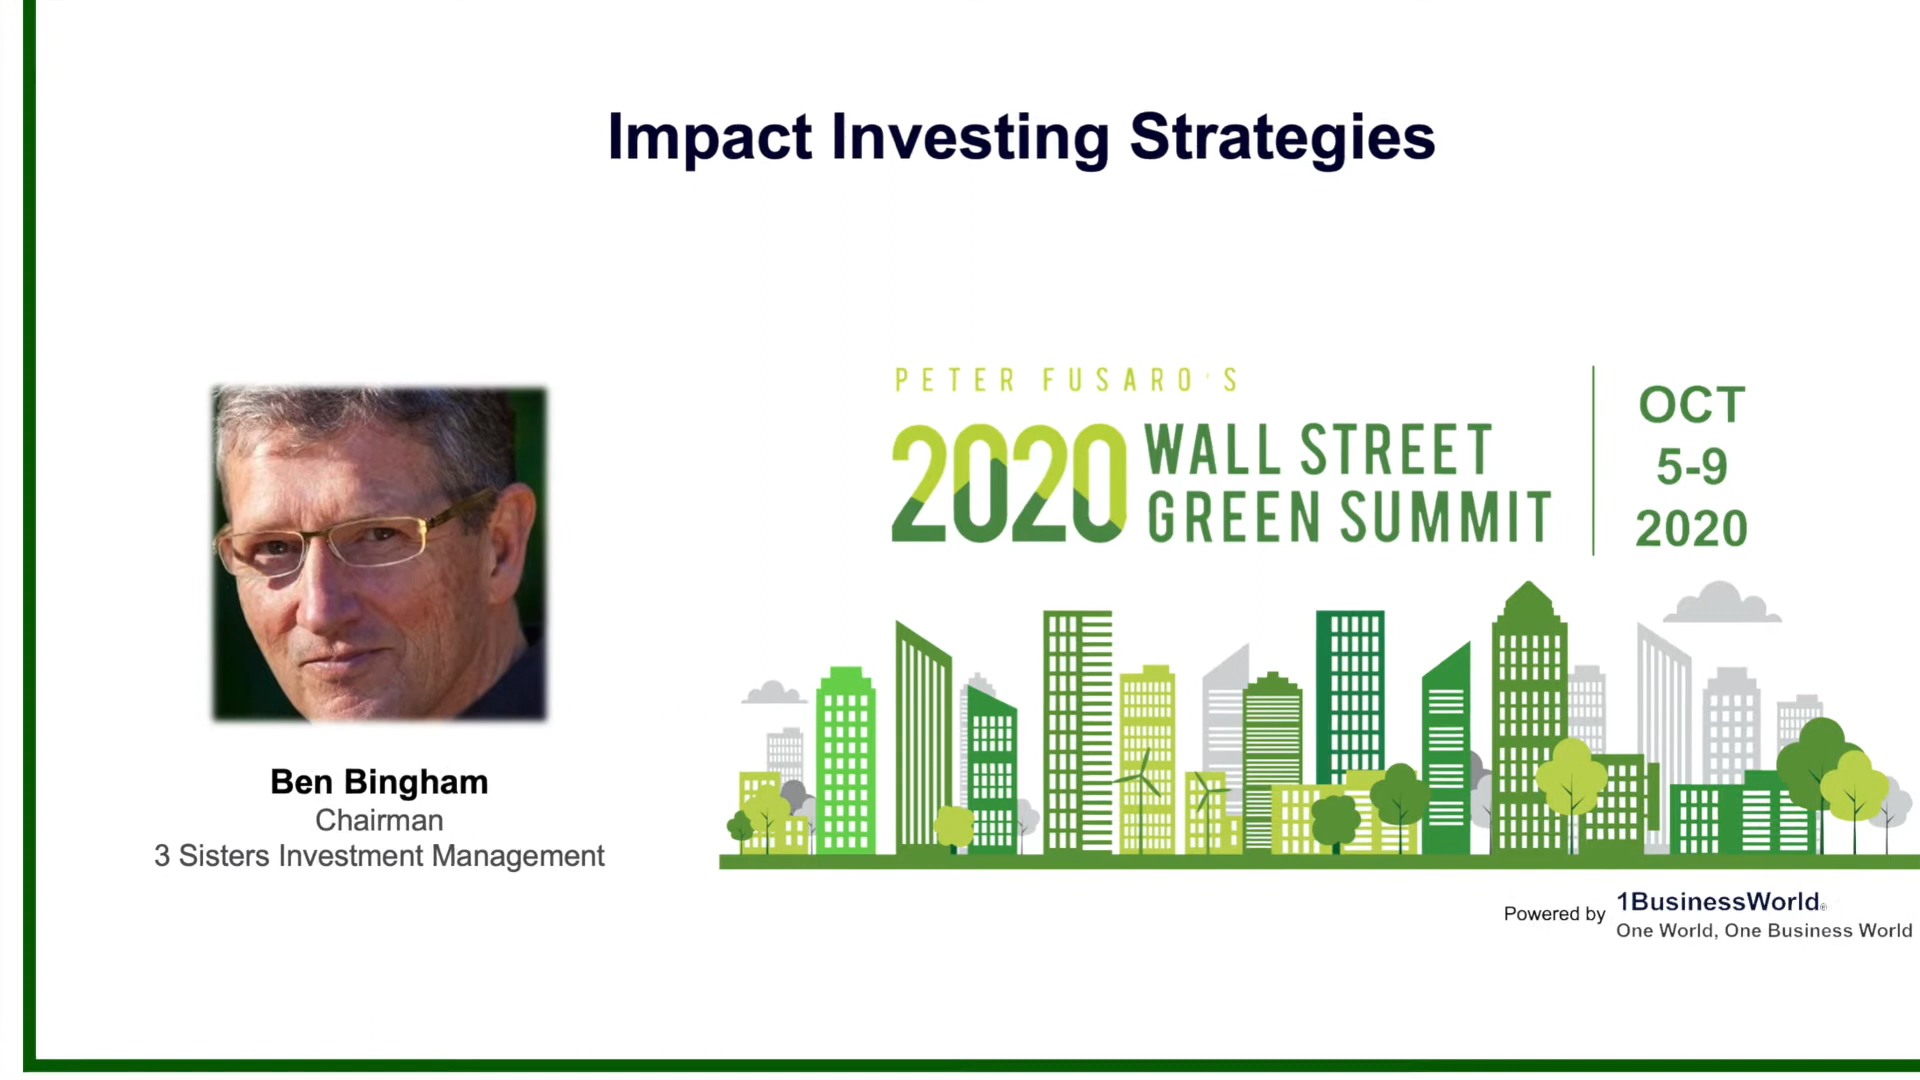 Impact Investing Strategies
PETER FUSARO'S
2020 WALL STREET
GREEN SUMMIT
OCT
5-9
2020
Ben Bingham
Chairman
3 Sisters Investment Management
Powered by 1BusinessWorld®
One World, One Business World